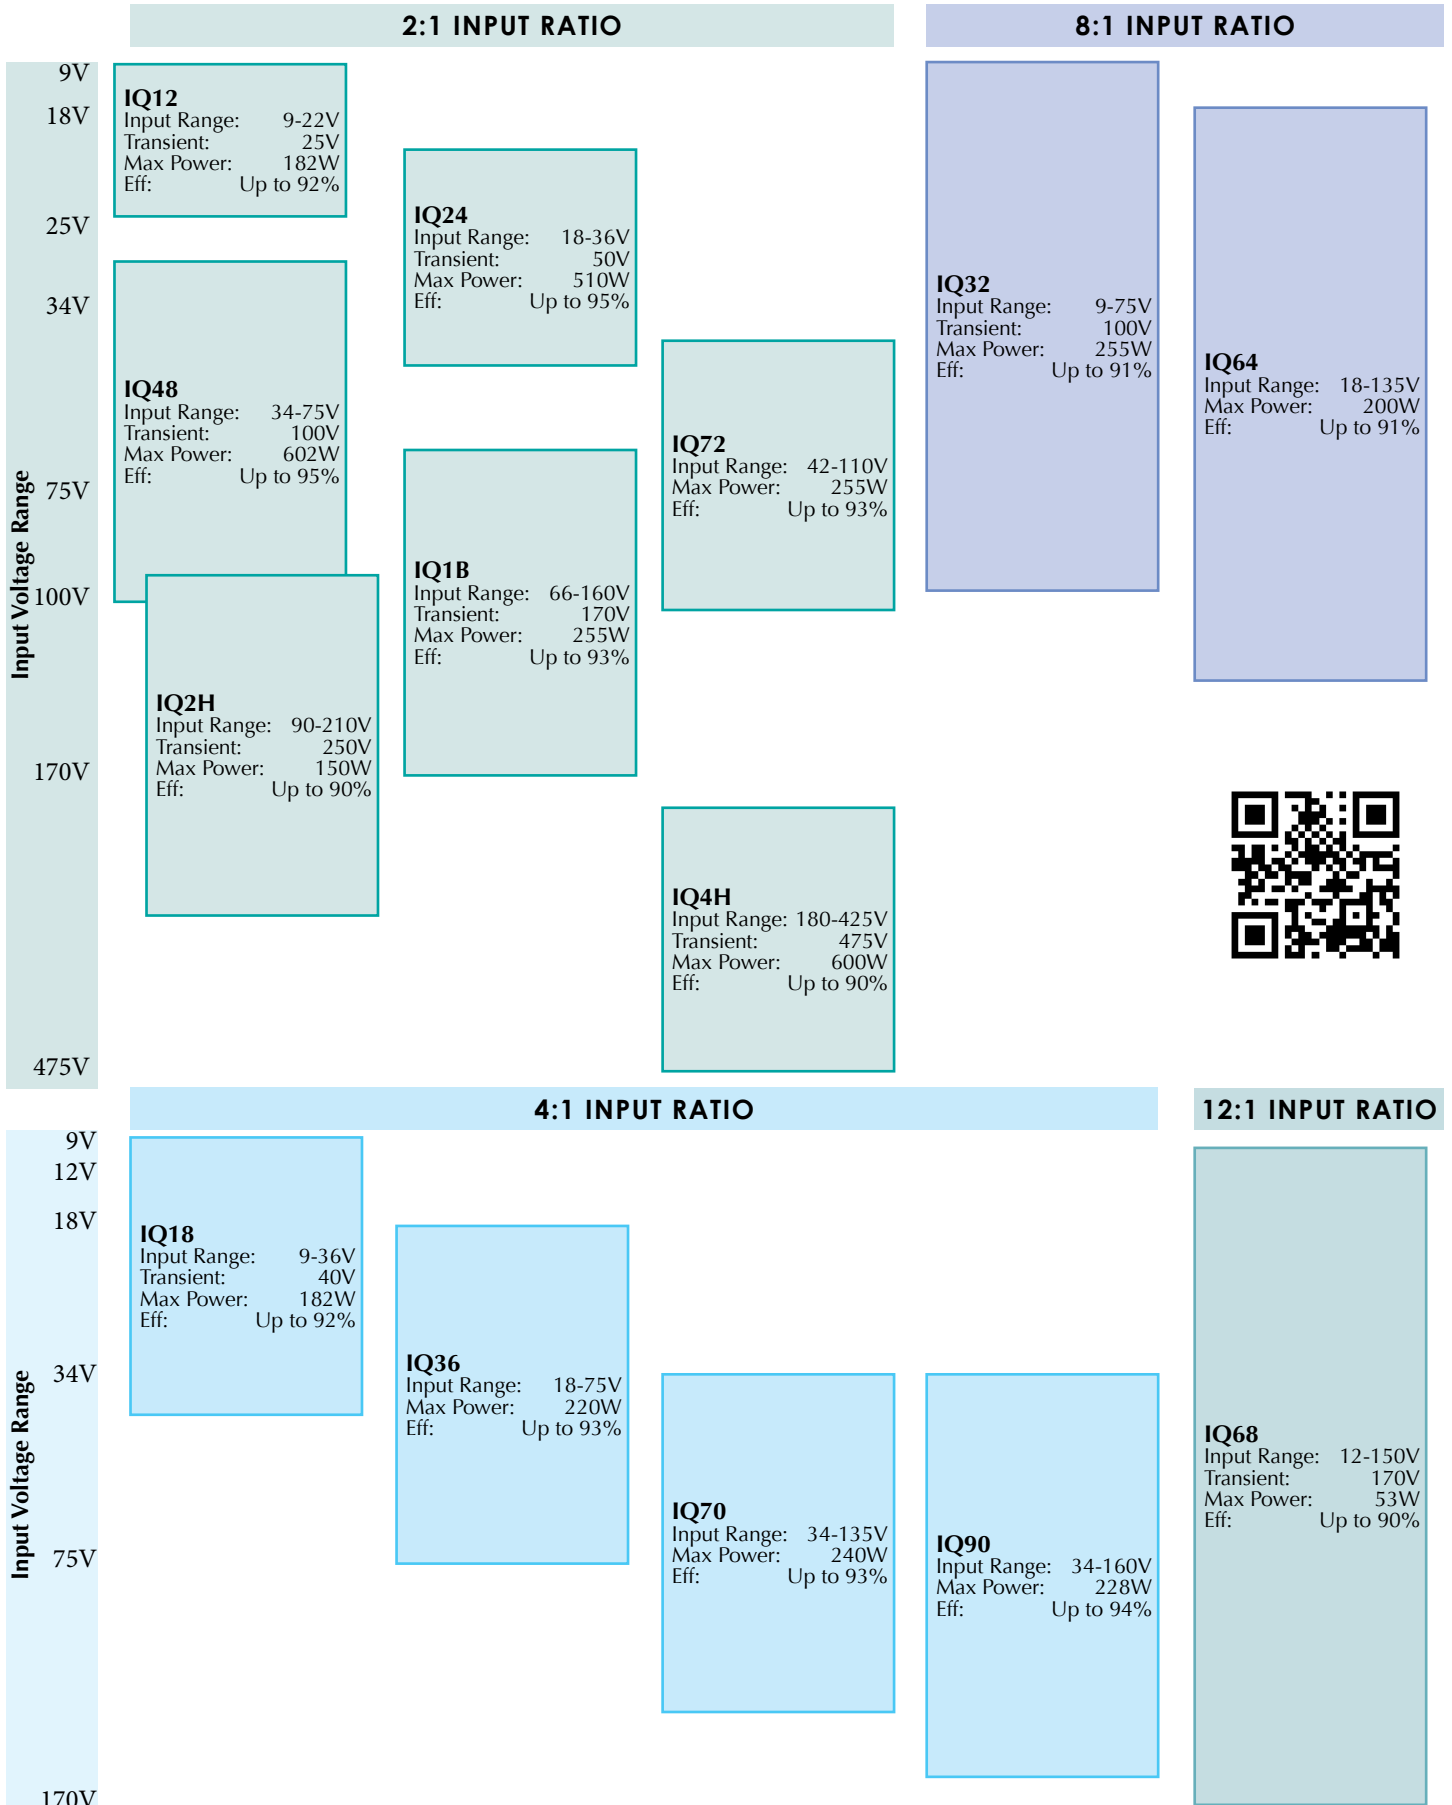 2:1 INPUT RATIO
8:1 INPUT RATIO
Input Voltage Range
9V
18V
25V
34V
75V
100V
170V
475V
IQ12
Input Range: 9-22V
Transient: 25V
Max Power: 182W
Eff: Up to 92%
IQ48
Input Range: 34-75V
Transient: 100V
Max Power: 602W
Eff: Up to 95%
IQ2H
Input Range: 90-210V
Transient: 250V
Max Power: 150W
Eff: Up to 90%
IQ24
Input Range: 18-36V
Transient: 50V
Max Power: 510W
Eff: Up to 95%
IQ1B
Input Range: 66-160V
Transient: 170V
Max Power: 255W
Eff: Up to 93%
IQ72
Input Range: 42-110V
Max Power: 255W
Eff: Up to 93%
IQ4H
Input Range: 180-425V
Transient: 475V
Max Power: 600W
Eff: Up to 90%
IQ32
Input Range: 9-75V
Transient: 100V
Max Power: 255W
Eff: Up to 91%
IQ64
Input Range: 18-135V
Max Power: 200W
Eff: Up to 91%
4:1 INPUT RATIO
12:1 INPUT RATIO
Input Voltage Range
9V
12V
18V
34V
75V
170V
IQ18
Input Range: 9-36V
Transient: 40V
Max Power: 182W
Eff: Up to 92%
IQ36
Input Range: 18-75V
Max Power: 220W
Eff: Up to 93%
IQ70
Input Range: 34-135V
Max Power: 240W
Eff: Up to 93%
IQ90
Input Range: 34-160V
Max Power: 228W
Eff: Up to 94%
IQ68
Input Range: 12-150V
Transient: 170V
Max Power: 53W
Eff: Up to 90%